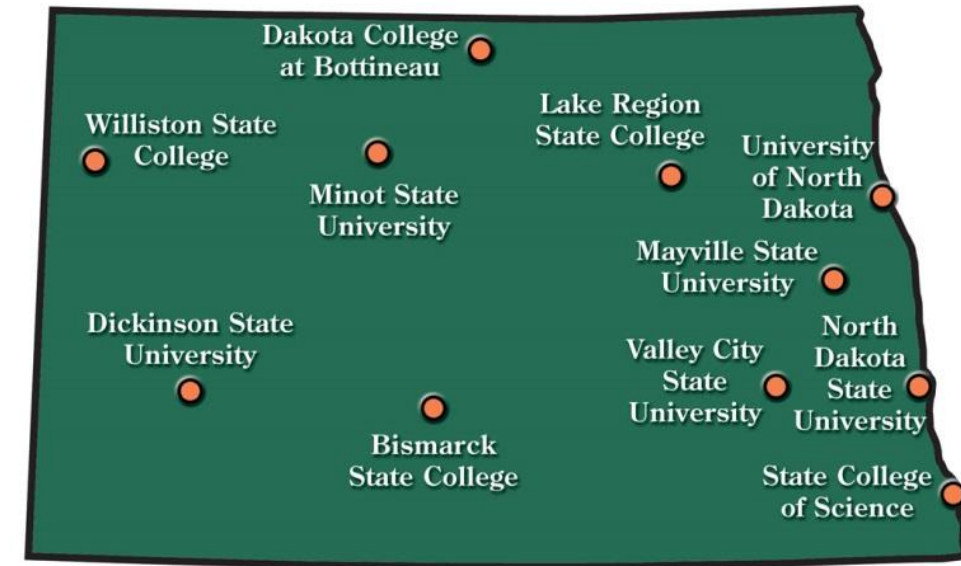 Dakota College
at Bottineau
Williston State
College
Minot State
University
Lake Region
State College
University
of North
Dakota
Mayville State
University
Dickinson State
University
Bismarck
State College
Valley City
State
University
North
Dakota
State
University
State College
of Science